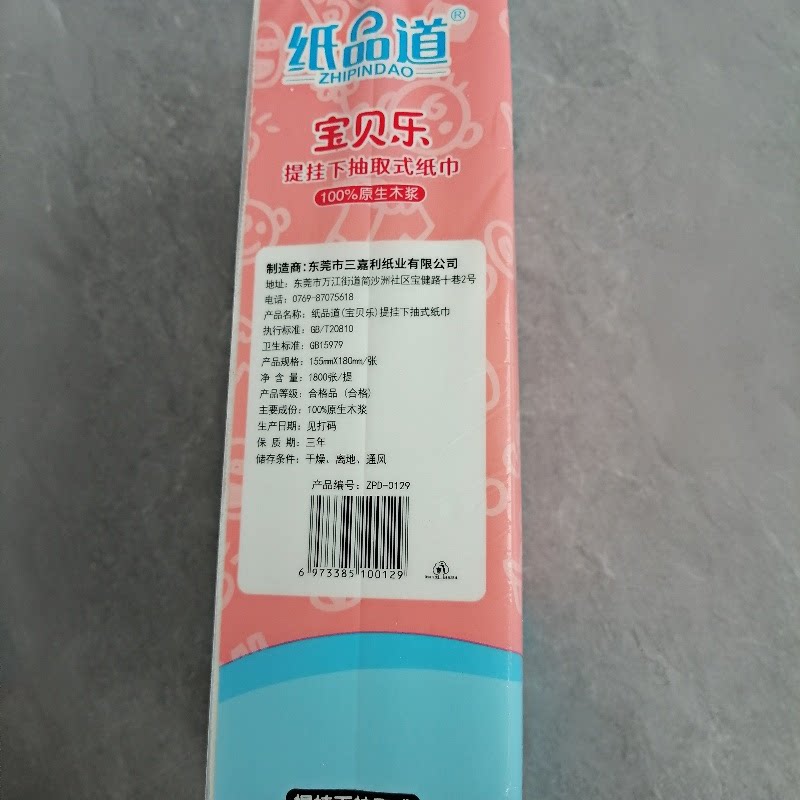 纸品道®
ZHIPINDAO
宝贝乐
提挂下抽取式纸巾
100%原生木浆
制造商：东莞市三嘉利纸业有限公司
地址：东莞市万江街道简沙洲社区宝健路十巷2号
电话：0769-87075618
产品名称：纸品道(宝贝乐)提挂下抽式纸巾
执行标准：GB/T20810
卫生标准：GB15979
产品规格：155mmX180mm/张
净 含 量：1800张/提
产品等级：合格品 (合格)
主要成份：100%原生木浆
生产日期：见打码
保 质 期：三年
储存条件：干燥、离地、通风
产品编号：ZPD-0129
6 973385 100129
提挂下抽取式